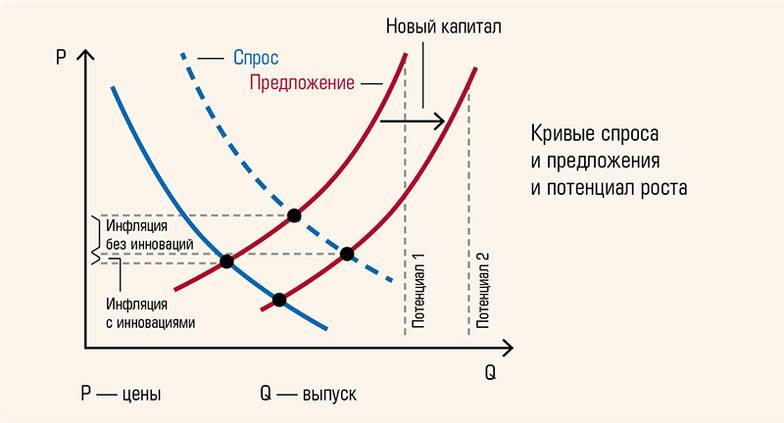 Новый капитал
P
Спрос
Предложение
Кривые спроса
и предложения
и потенциал роста
Инфляция
без инноваций
Инфляция
с инновациями
Потенциал 1
Потенциал 2
Q
P — цены
Q — выпуск